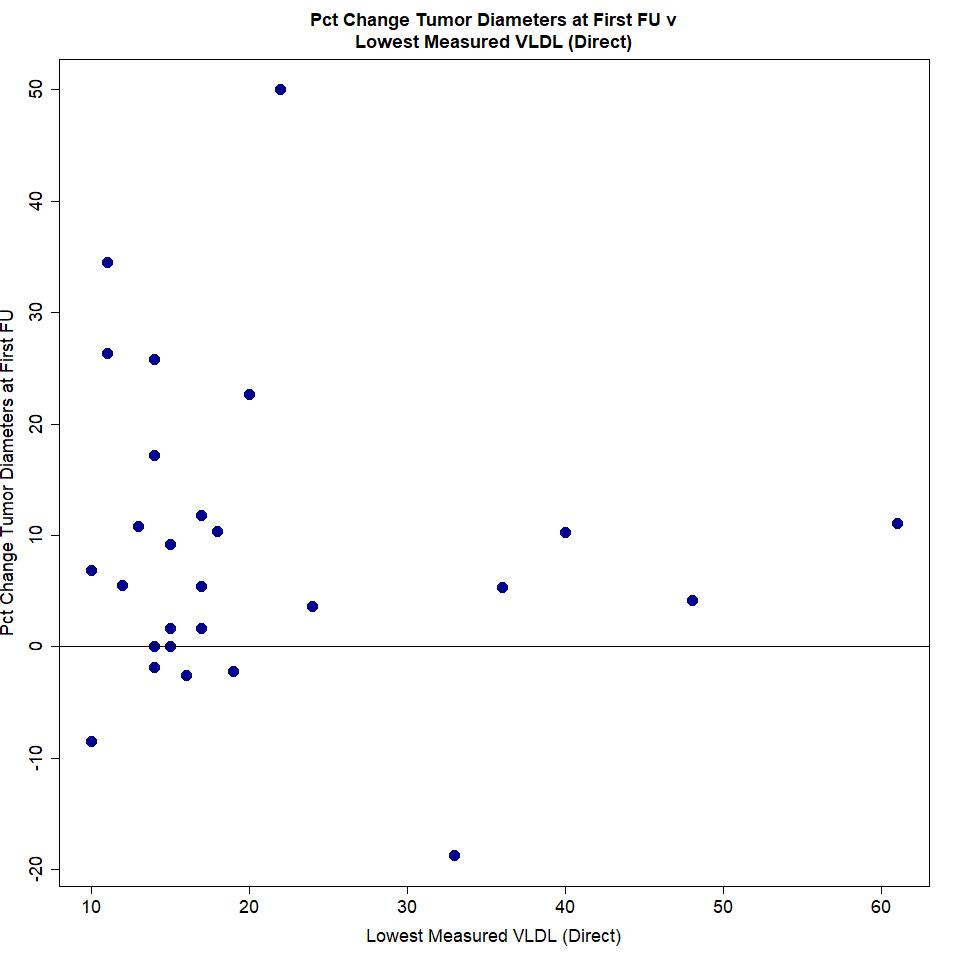 Pct Change Tumor Diameters at First FU v
Lowest Measured VLDL (Direct)
Pct Change Tumor Diameters at First FU
50
40
30
20
10
0
-10
-20
10 20 30 40 50 60
Lowest Measured VLDL (Direct)